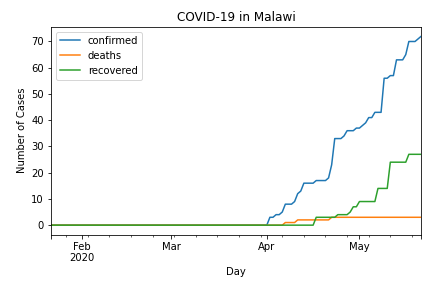 COVID-19 in Malawi
confirmed
deaths
recovered
Number of Cases
70
60
50
40
30
20
10
0
Feb
2020
Mar
Apr
May
Day